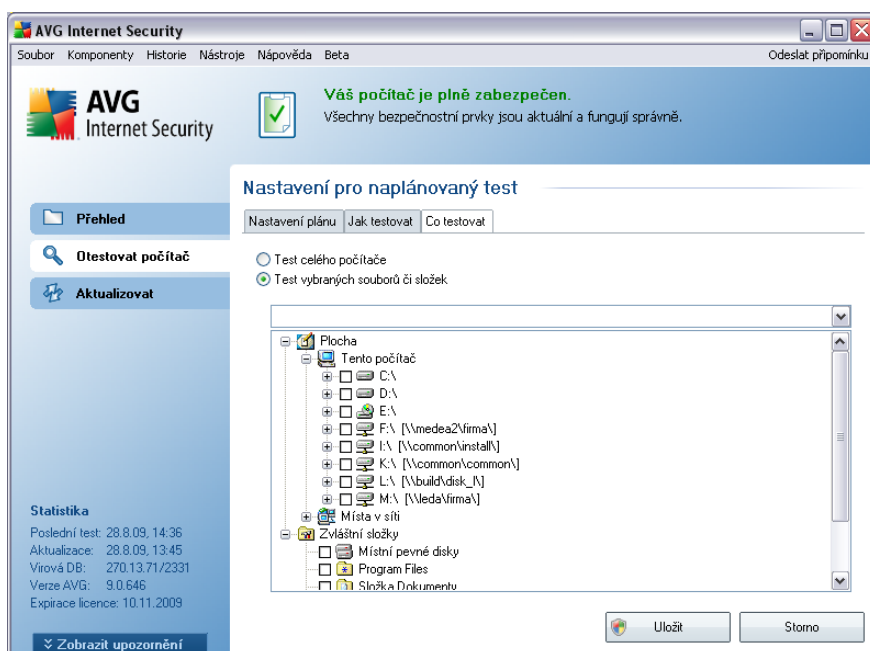 AVG Internet Security
Soubor Komponenty Historie Nástroje Nápověda Beta Odeslat připomínku
AVG
Internet Security
Váš počítač je plně zabezpečen.
Všechny bezpečnostní prvky jsou aktuální a fungují správně.
Přehled
Otestovat počítač
Aktualizovat
Nastavení pro naplánovaný test
Nastavení plánu Jak testovat Co testovat
Test celého počítače
Test vybraných souborů či složek
Plocha
Tento počítač
C:\
D:\
E:\
F:\ [\\medea2\firma\]
I:\ [\\common\install\]
K:\ [\\common\common\]
L:\ [\\build\disk_l\]
M:\ [\\leda\firma\]
Místa v síti
Zvláštní složky
Místní pevné disky
Program Files
Složka Dokumenty
Statistika
Poslední test: 28.8.09, 14:36
Aktualizace: 28.8.09, 13:45
Virová DB: 270.13.71/2331
Verze AVG: 9.0.646
Expirace licence: 10.11.2009
Zobrazit upozornění
Uložit
Storno